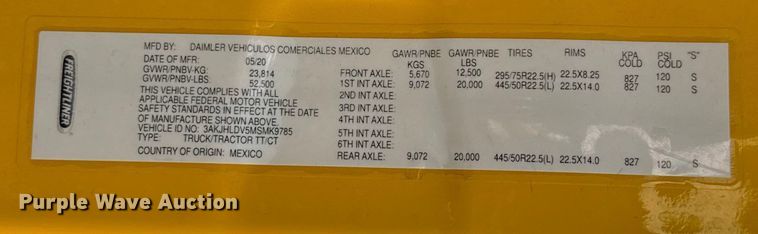 MFD BY: DAIMLER VEHICULOS COMERCIALES MEXICO
DATE OF MFR: 05/20
GVWR/PNBV-KG: 23,814
GVWR/PNBV-LBS: 52,500
THIS VEHICLE COMPLIES WITH ALL
APPLICABLE FEDERAL MOTOR VEHICLE
SAFETY STANDARDS IN EFFECT AT THE DATE
OF MANUFACTURE SHOWN ABOVE.
VEHICLE ID NO: 3AKJHLDV5MSMK9785
TYPE: TRUCK/TRACTOR TT/CT
COUNTRY OF ORIGIN: MEXICO
FREIGHTLINER
GAWR/PNBE KGS GAWR/PNBE LBS TIRES RIMS KPA COLD PSI COLD "S"
FRONT AXLE: 5,670 12,500 295/75R22.5(H) 22.5X8.25 827 120 S
1ST INT AXLE: 9,072 20,000 445/50R22.5(L) 22.5X14.0 827 120 S
2ND INT AXLE:
3RD INT AXLE:
4TH INT AXLE:
5TH INT AXLE:
6TH INT AXLE:
REAR AXLE: 9,072 20,000 445/50R22.5(L) 22.5X14.0 827 120 S
Purple Wave Auction